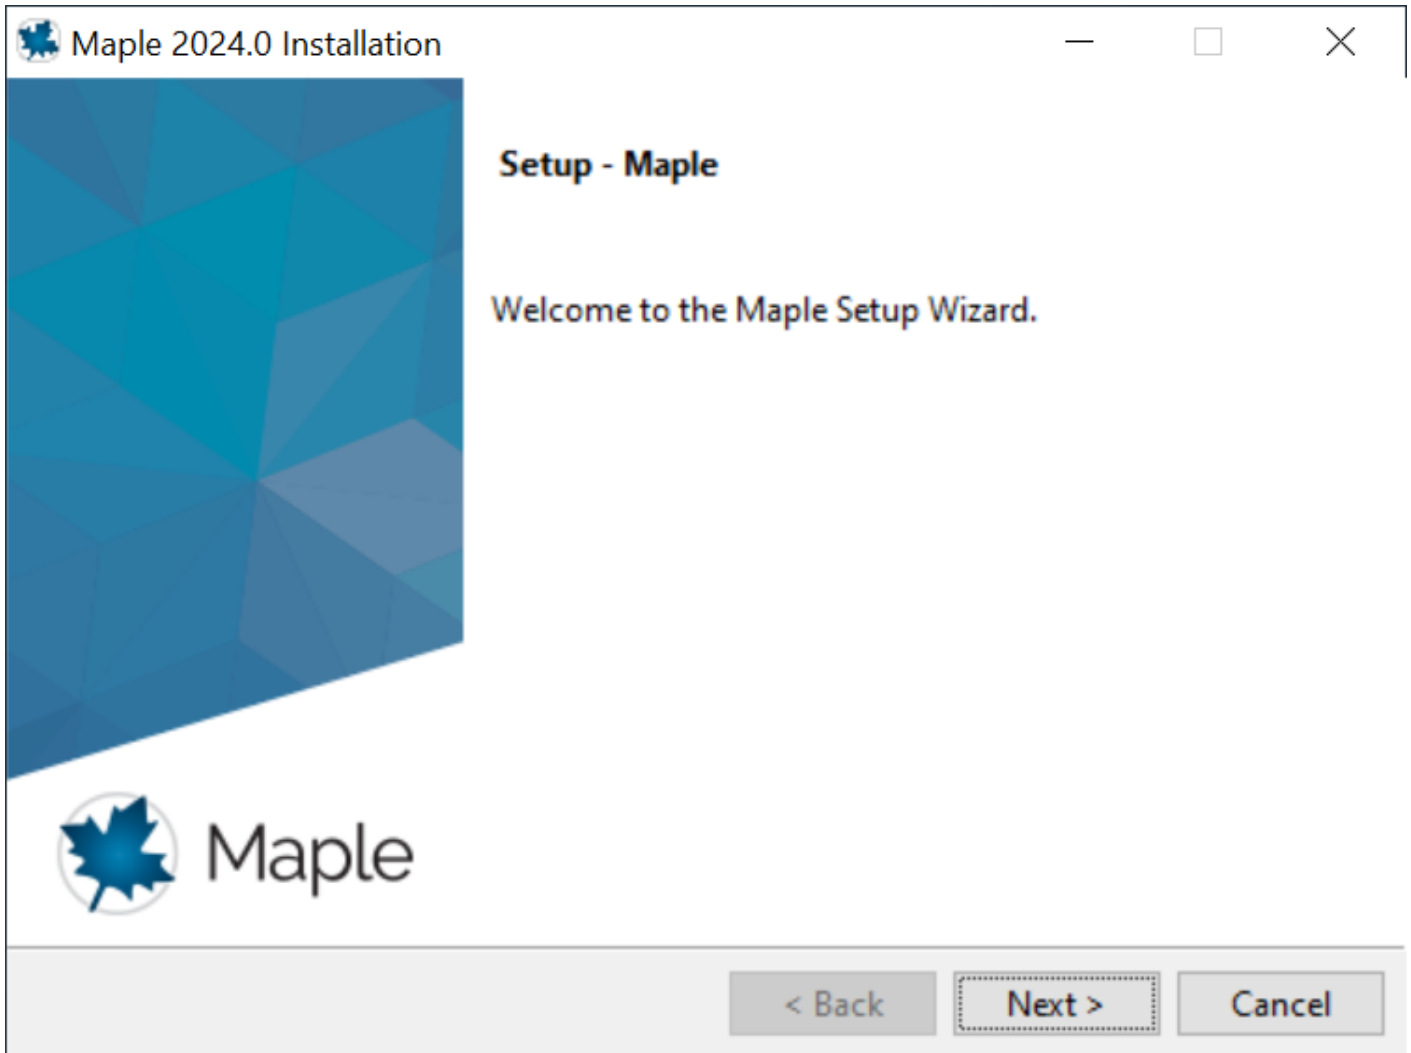 Maple 2024.0 Installation
Setup - Maple
Welcome to the Maple Setup Wizard.
Maple
< Back
Next >
Cancel